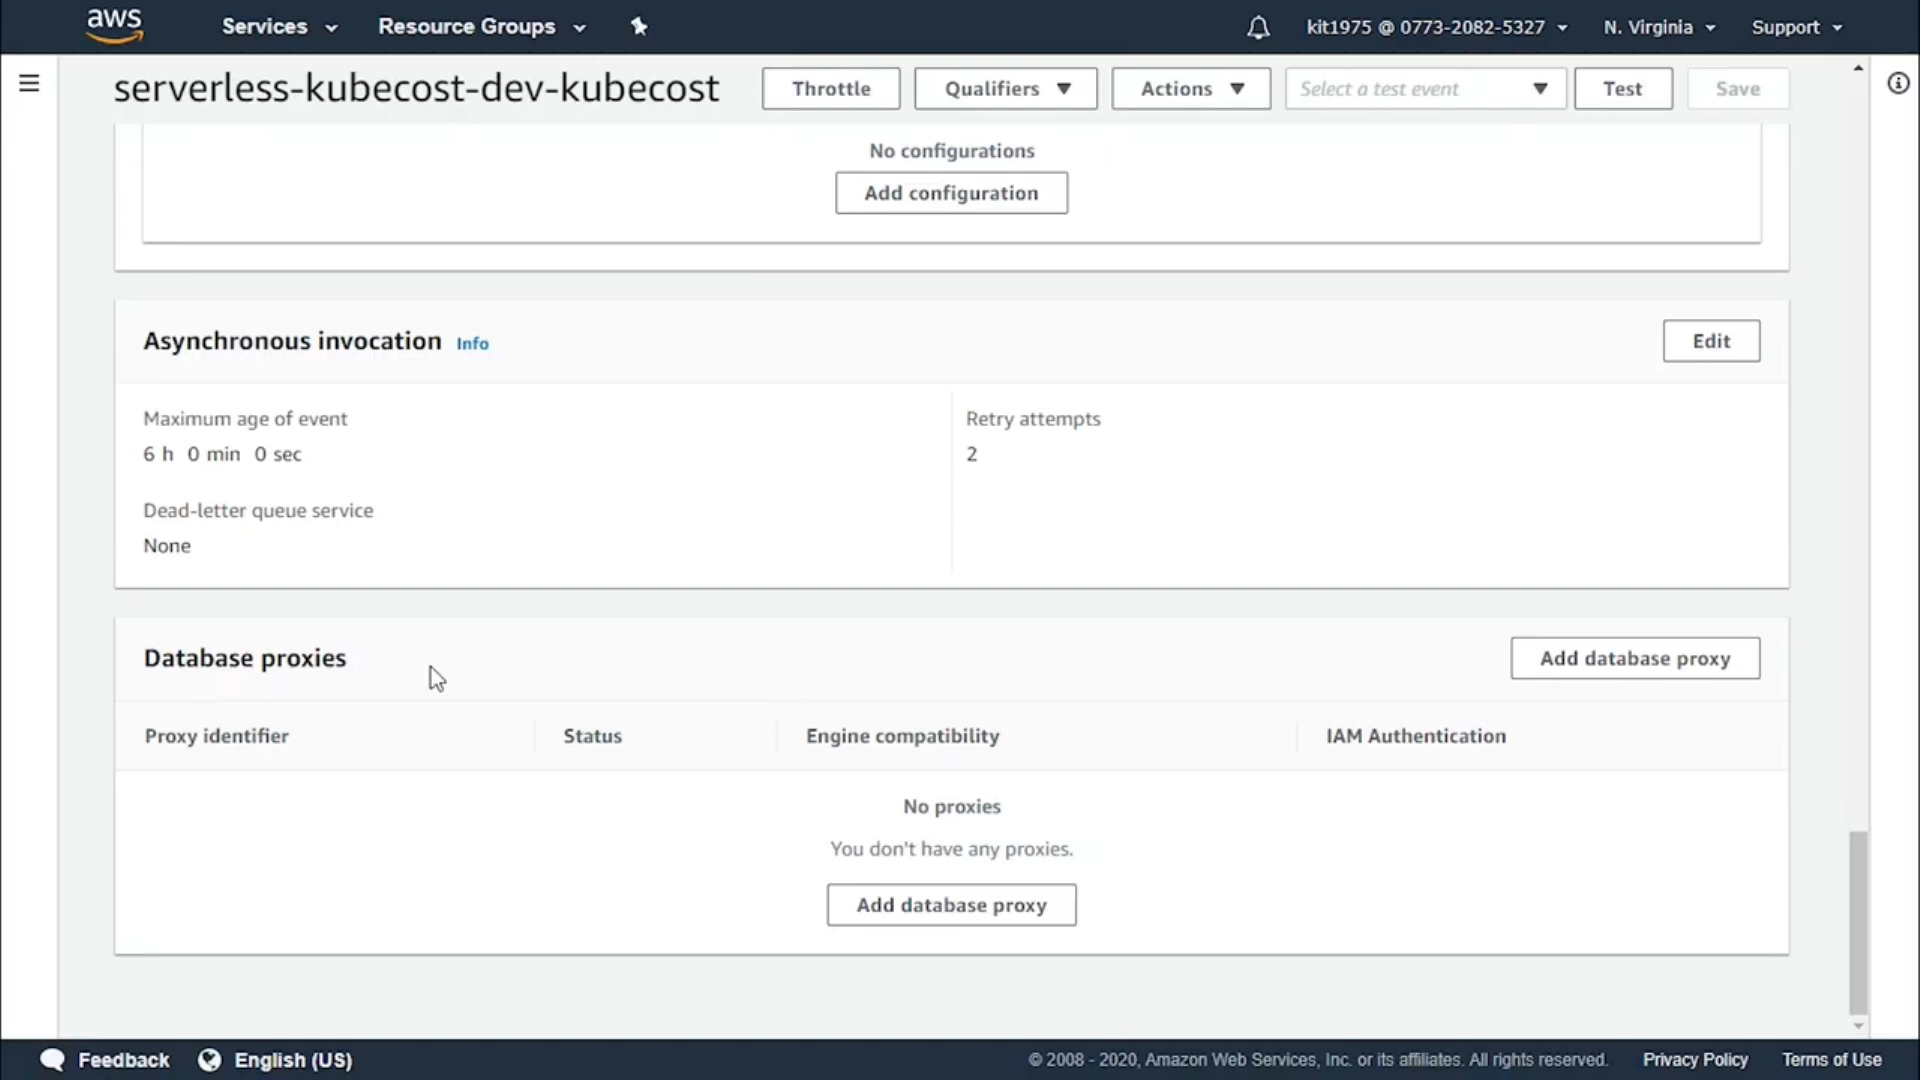 aws Services Resource Groups kit1975 @ 0773-2082-5327 N. Virginia Support
serverless-kubecost-dev-kubecost Throttle Qualifiers Actions Select a test event Test Save
No configurations
Add configuration
Asynchronous invocation Info Edit
Maximum age of event Retry attempts
6 h 0 min 0 sec 2
Dead-letter queue service
None
Database proxies Add database proxy
Proxy identifier Status Engine compatibility IAM Authentication
No proxies
You don't have any proxies.
Add database proxy
Feedback English (US) © 2008 - 2020, Amazon Web Services, Inc. or its affiliates. All rights reserved. Privacy Policy Terms of Use